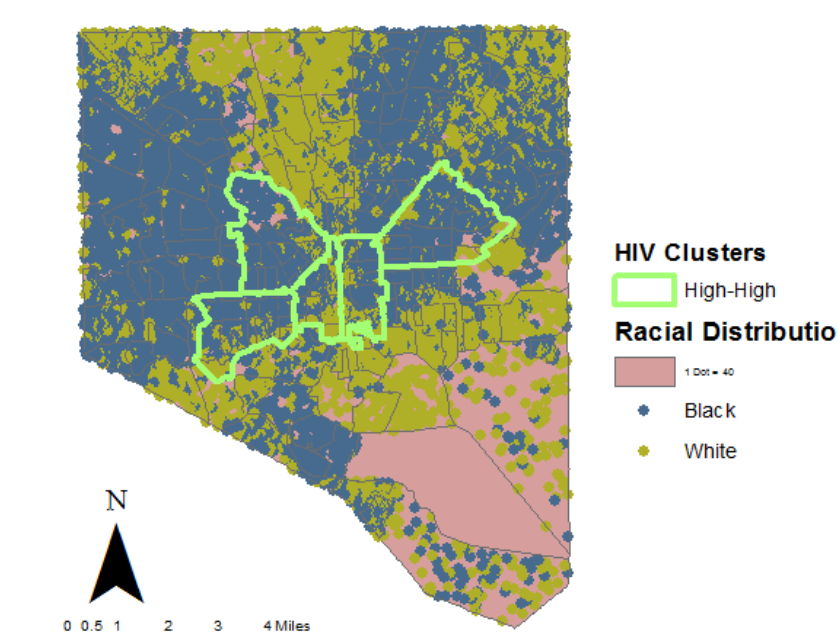 HIV Clusters
High-High
Racial Distributio
1 Dot = 40
Black
White
N
0 0.5 1 2 3 4 Miles